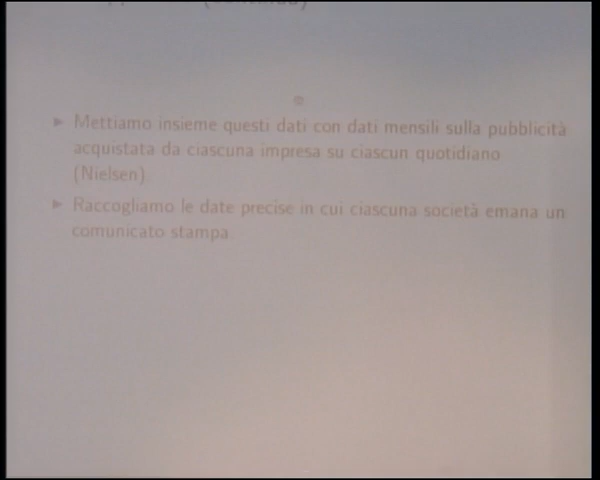 ▶ Mettiamo insieme questi dati con dati mensili sulla pubblicità
acquistata da ciascuna impresa su ciascun quotidiano
(Nielsen)
▶ Raccogliamo le date precise in cui ciascuna società emana un
comunicato stampa